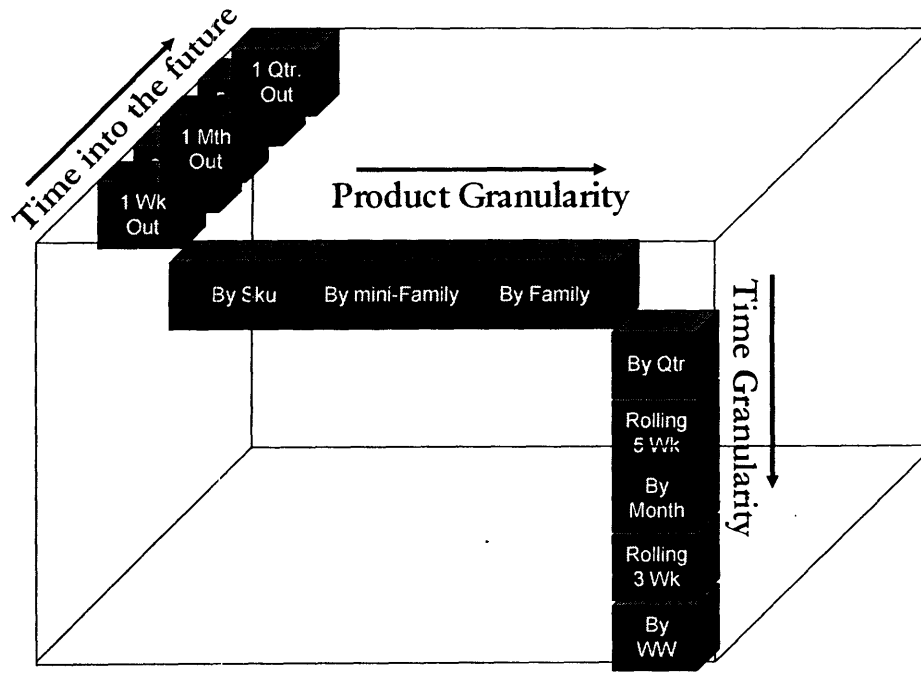 Time into the future
1 Qtr.
Out
1 Mth
Out
1 Wk
Out
Product Granularity
By Sku By mini-Family By Family
Time Granularity
By Qtr
Rolling
5 Wk
By
Month
Rolling
3 Wk
By
WW